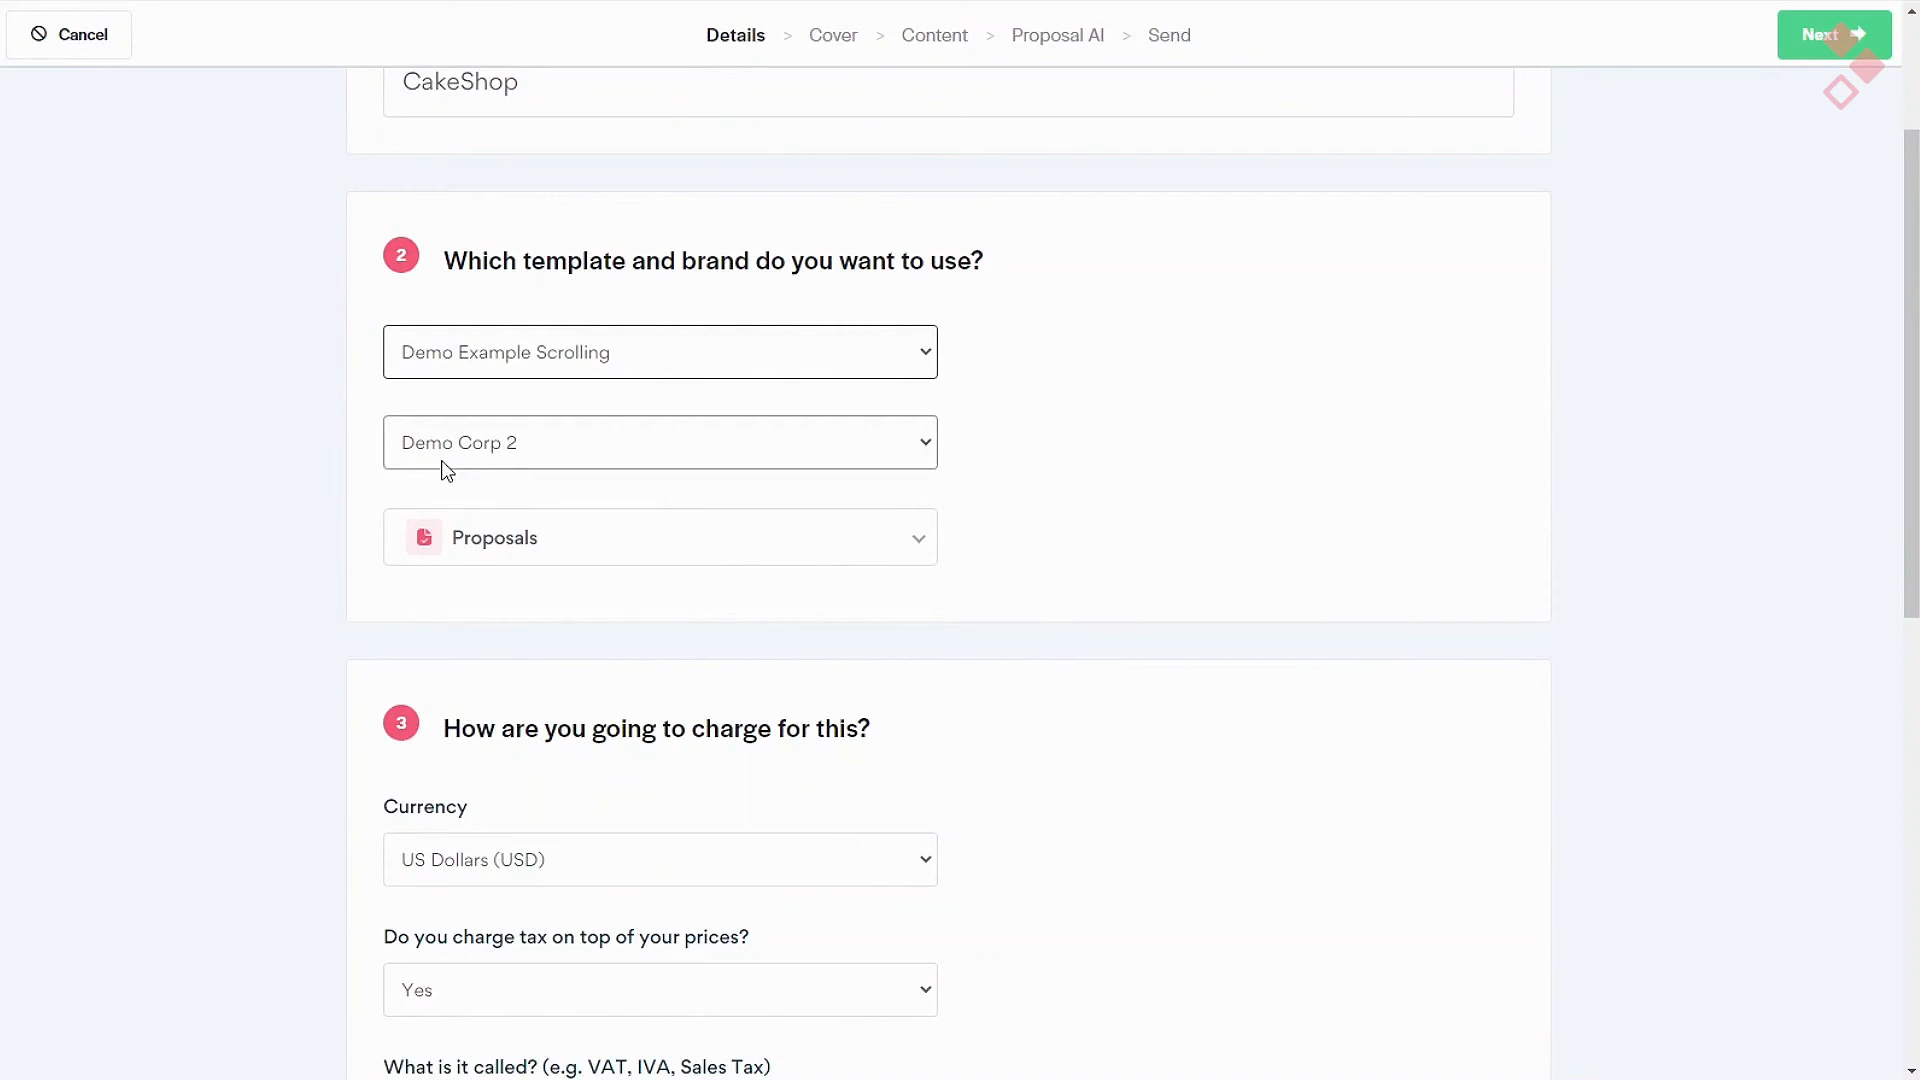 Cancel
Details > Cover > Content > Proposal AI > Send
Next
CakeShop
2 Which template and brand do you want to use?
Demo Example Scrolling
Demo Corp 2
Proposals
3 How are you going to charge for this?
Currency
US Dollars (USD)
Do you charge tax on top of your prices?
Yes
What is it called? (e.g. VAT, IVA, Sales Tax)